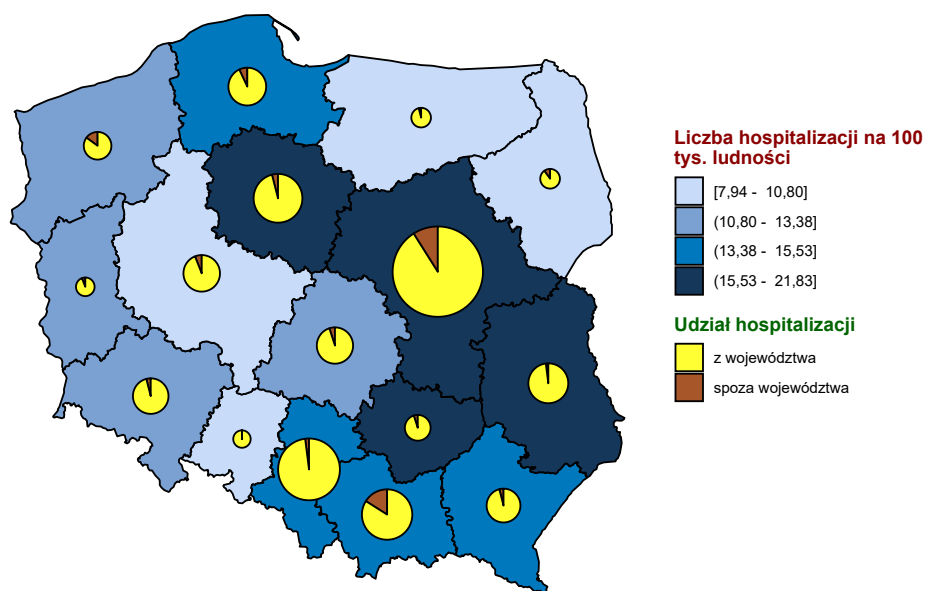 Liczba hospitalizacji na 100
tys. ludności
[7,94 - 10,80]
(10,80 - 13,38]
(13,38 - 15,53]
(15,53 - 21,83]
Udział hospitalizacji
z województwa
spoza województwa